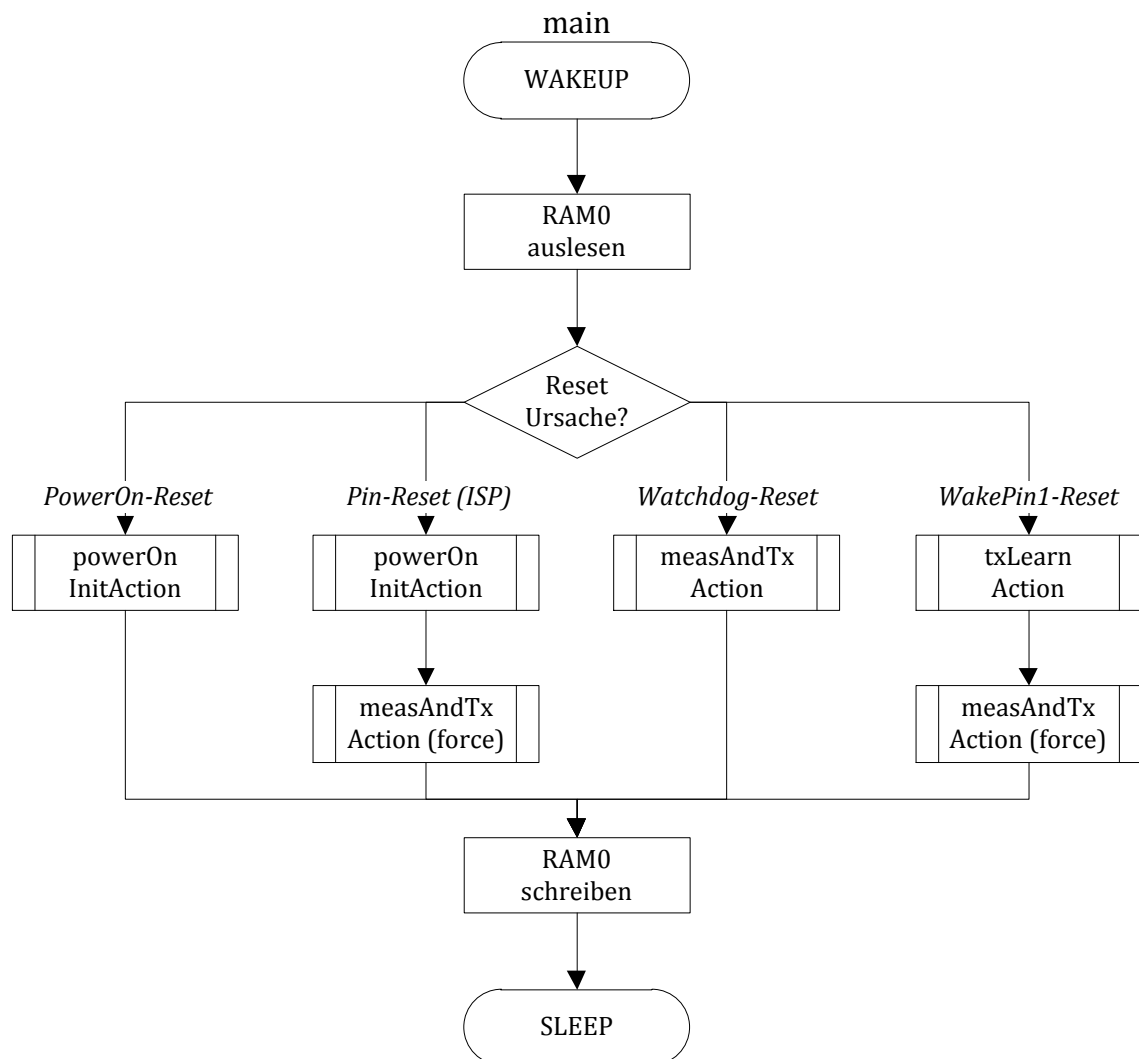 main
WAKEUP
RAM0
auslesen
Reset
Ursache?
PowerOn-Reset
Pin-Reset (ISP)
Watchdog-Reset
WakePin1-Reset
powerOn
InitAction
powerOn
InitAction
measAndTx
Action
txLearn
Action
measAndTx
Action (force)
measAndTx
Action (force)
RAM0
schreiben
SLEEP